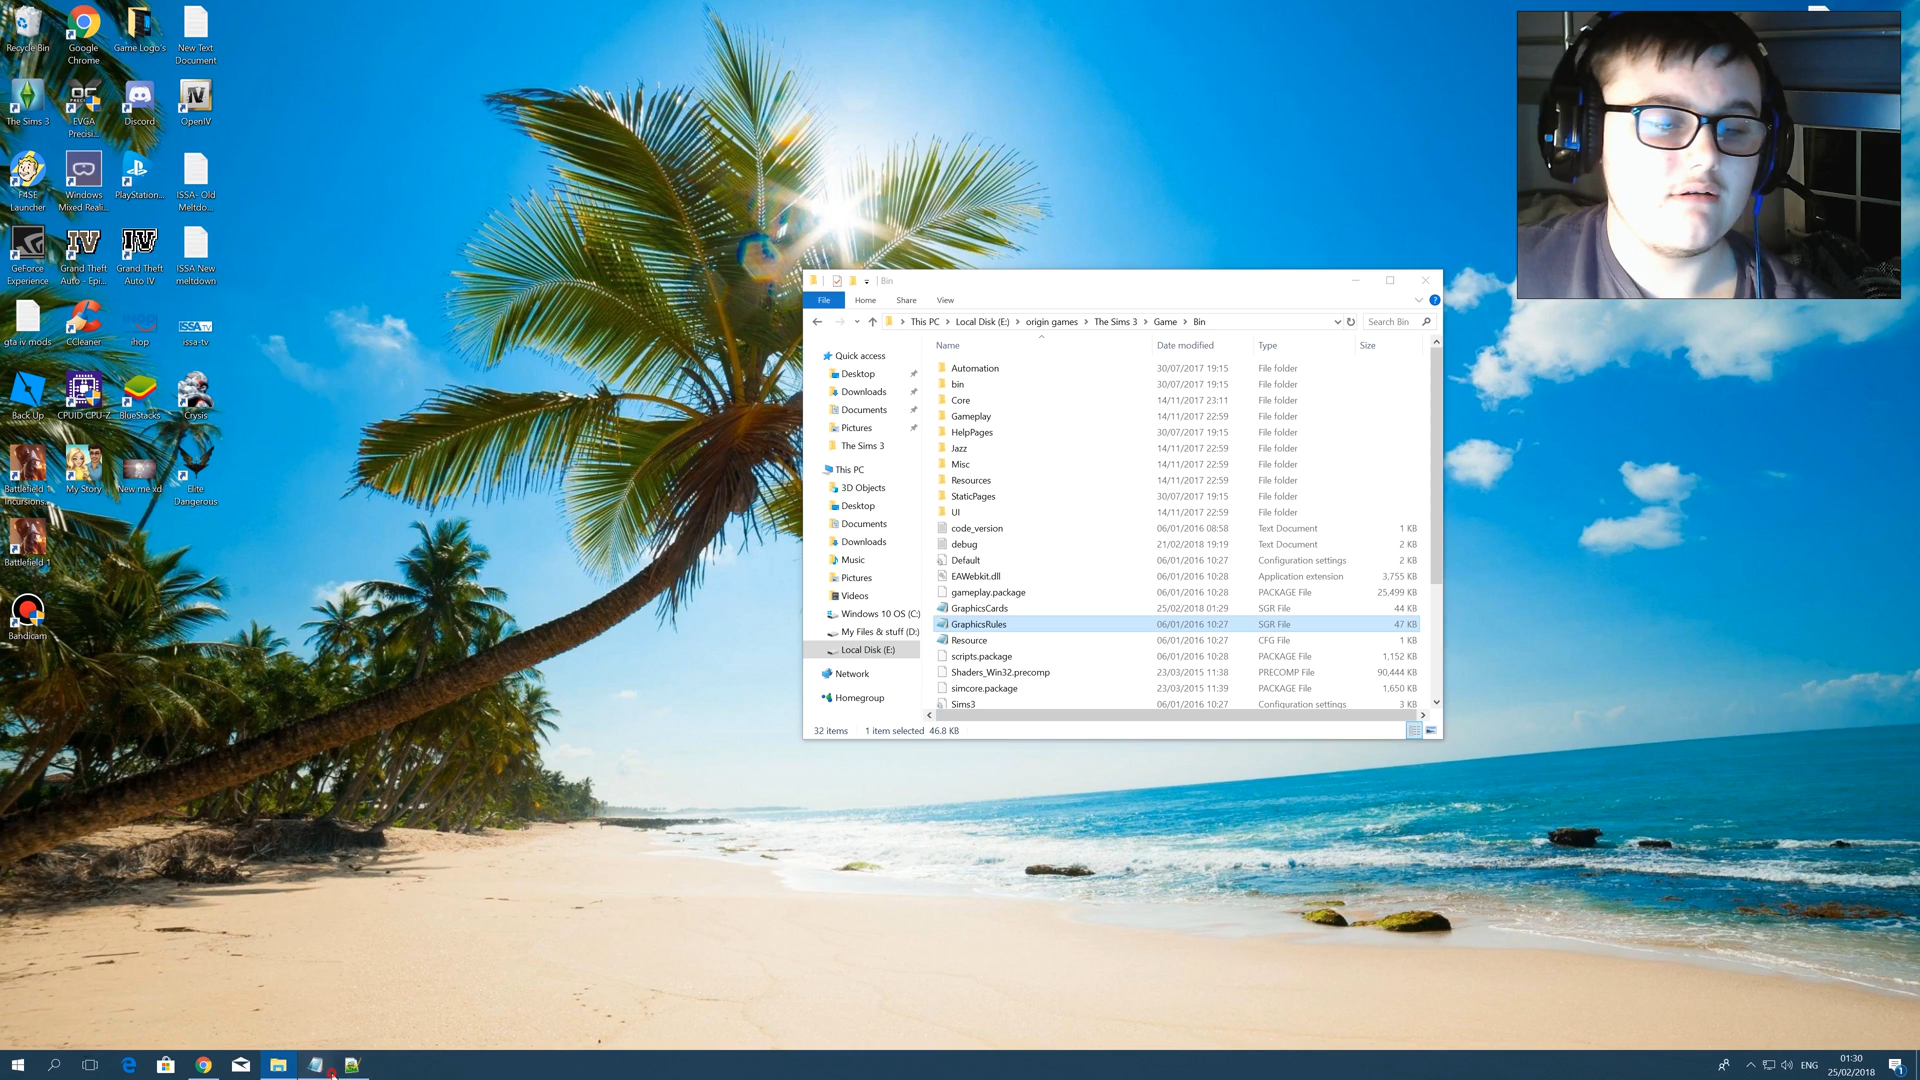 Recycle Bin
Google Chrome
Game Logo's
New Text Document
The Sims 3
EVGA Precisi...
Discord
OpenIV
F4SE Launcher
Windows Mixed Reali...
PlayStation...
ISSA- Old Meltdo...
GeForce Experience
Grand Theft Auto - Epi...
Grand Theft Auto IV
ISSA New meltdown
gta iv mods
CCleaner
ihop
issa-tv
Back Up
CPUID CPU-Z
BlueStacks
Crysis
Battlefield 1 Incursions...
My Story
New me xd
Elite Dangerous
Battlefield 1
Bandicam
Bin
File Home Share View
This PC > Local Disk (E:) > origin games > The Sims 3 > Game > Bin
Search Bin
Name Date modified Type Size
Quick access
Desktop
Downloads
Documents
Pictures
The Sims 3
This PC
3D Objects
Desktop
Documents
Downloads
Music
Pictures
Videos
Windows 10 OS (C:)
My Files & stuff (D:)
Local Disk (E:)
Network
Homegroup
Automation 30/07/2017 19:15 File folder
bin 30/07/2017 19:15 File folder
Core 14/11/2017 23:11 File folder
Gameplay 14/11/2017 22:59 File folder
HelpPages 30/07/2017 19:15 File folder
Jazz 14/11/2017 22:59 File folder
Misc 14/11/2017 22:59 File folder
Resources 14/11/2017 22:59 File folder
StaticPages 30/07/2017 19:15 File folder
UI 14/11/2017 22:59 File folder
code_version 06/01/2016 08:58 Text Document 1 KB
debug 21/02/2018 19:19 Text Document 2 KB
Default 06/01/2016 10:27 Configuration settings 2 KB
EAWebkit.dll 06/01/2016 10:28 Application extension 3,755 KB
gameplay.package 06/01/2016 10:28 PACKAGE File 25,499 KB
GraphicsCards 25/02/2018 01:29 SGR File 44 KB
GraphicsRules 06/01/2016 10:27 SGR File 47 KB
Resource 06/01/2016 10:27 CFG File 1 KB
scripts.package 06/01/2016 10:28 PACKAGE File 1,152 KB
Shaders_Win32.precomp 23/03/2015 11:38 PRECOMP File 90,444 KB
simcore.package 23/03/2015 11:39 PACKAGE File 1,650 KB
Sims3 06/01/2016 10:27 Configuration settings 3 KB
32 items 1 item selected 46.8 KB
ENG
01:30
25/02/2018